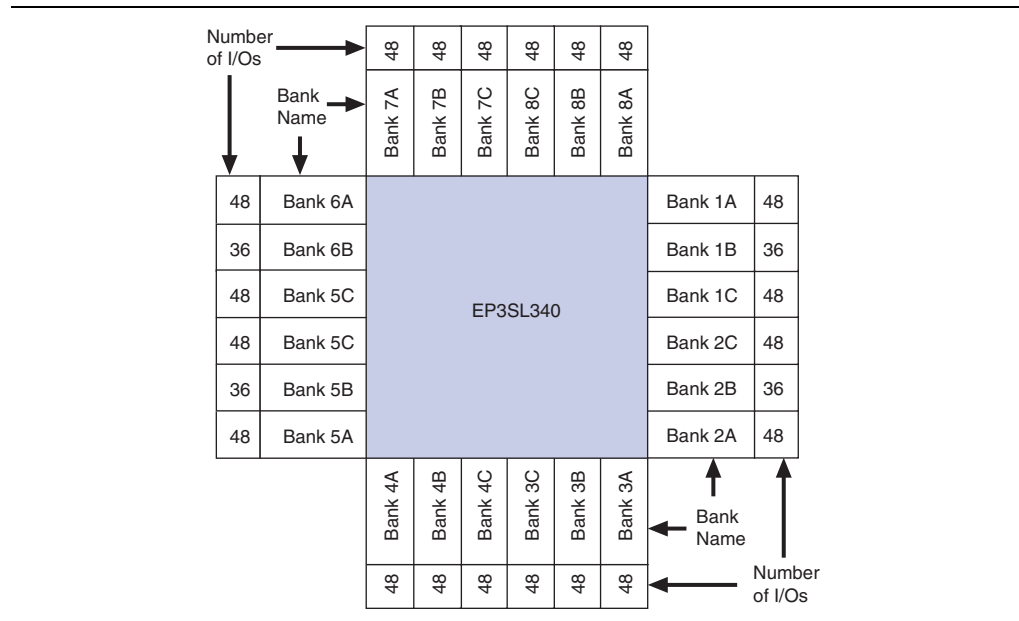 Number
of I/Os
48 48 48 48 48 48
Bank
Name
Bank 7A Bank 7B Bank 7C Bank 8C Bank 8B Bank 8A
48 Bank 6A Bank 1A 48
36 Bank 6B Bank 1B 36
48 Bank 5C EP3SL340 Bank 1C 48
48 Bank 5C Bank 2C 48
36 Bank 5B Bank 2B 36
48 Bank 5A Bank 2A 48
Bank 4A Bank 4B Bank 4C Bank 3C Bank 3B Bank 3A
Bank
Name
48 48 48 48 48 48
Number
of I/Os